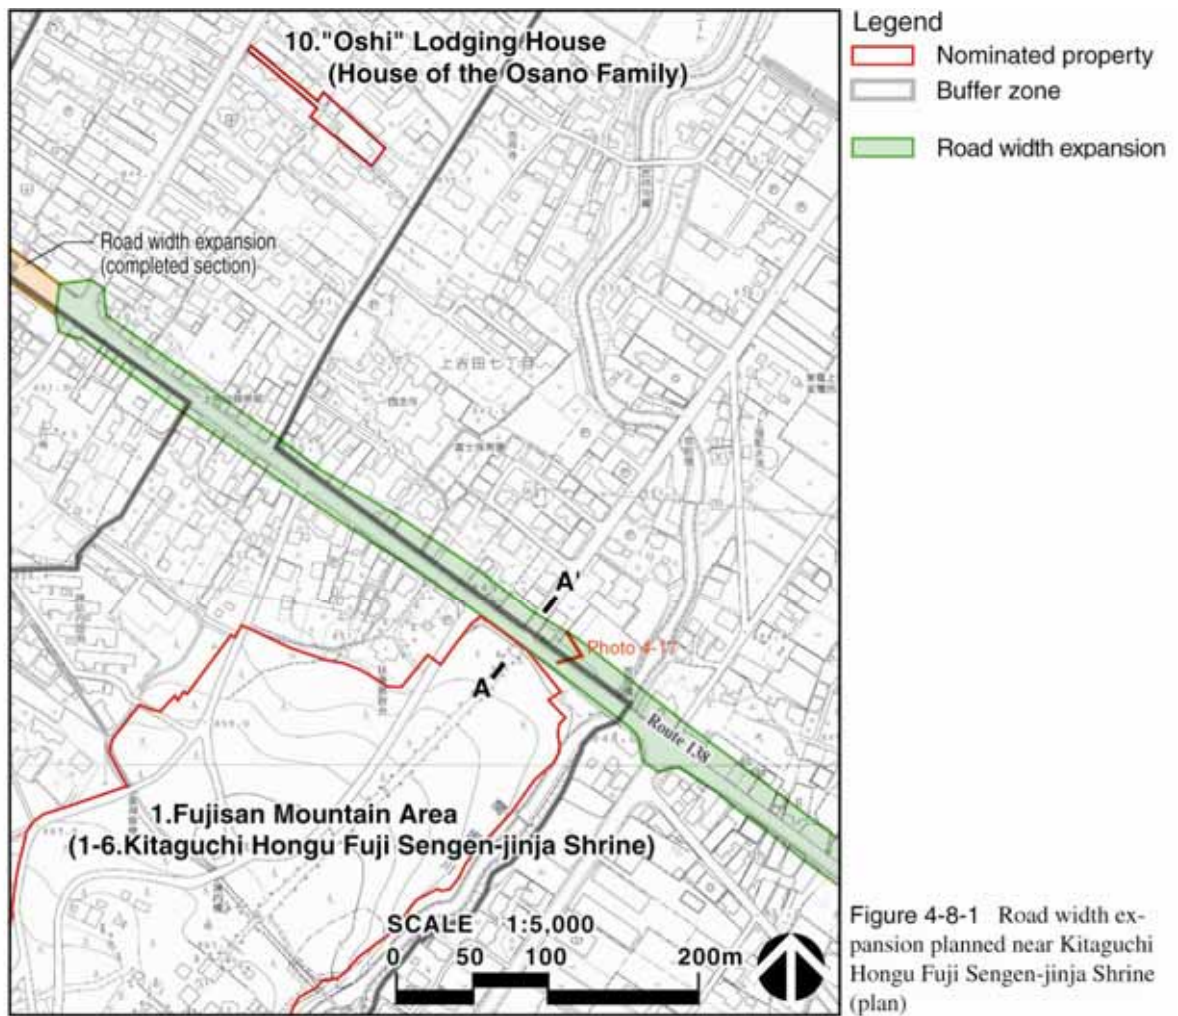 10."Oshi" Lodging House
(House of the Osano Family)
Road width expansion
(completed section)
上吉田七丁目
A'
Photo 4-17
A
Route 138
1.Fujisan Mountain Area
(1-6.Kitaguchi Hongu Fuji Sengen-jinja Shrine)
SCALE 1:5,000
0 50 100 200m
Legend
Nominated property
Buffer zone
Road width expansion
Figure 4-8-1 Road width ex-
pansion planned near Kitaguchi
Hongu Fuji Sengen-jinja Shrine
(plan)